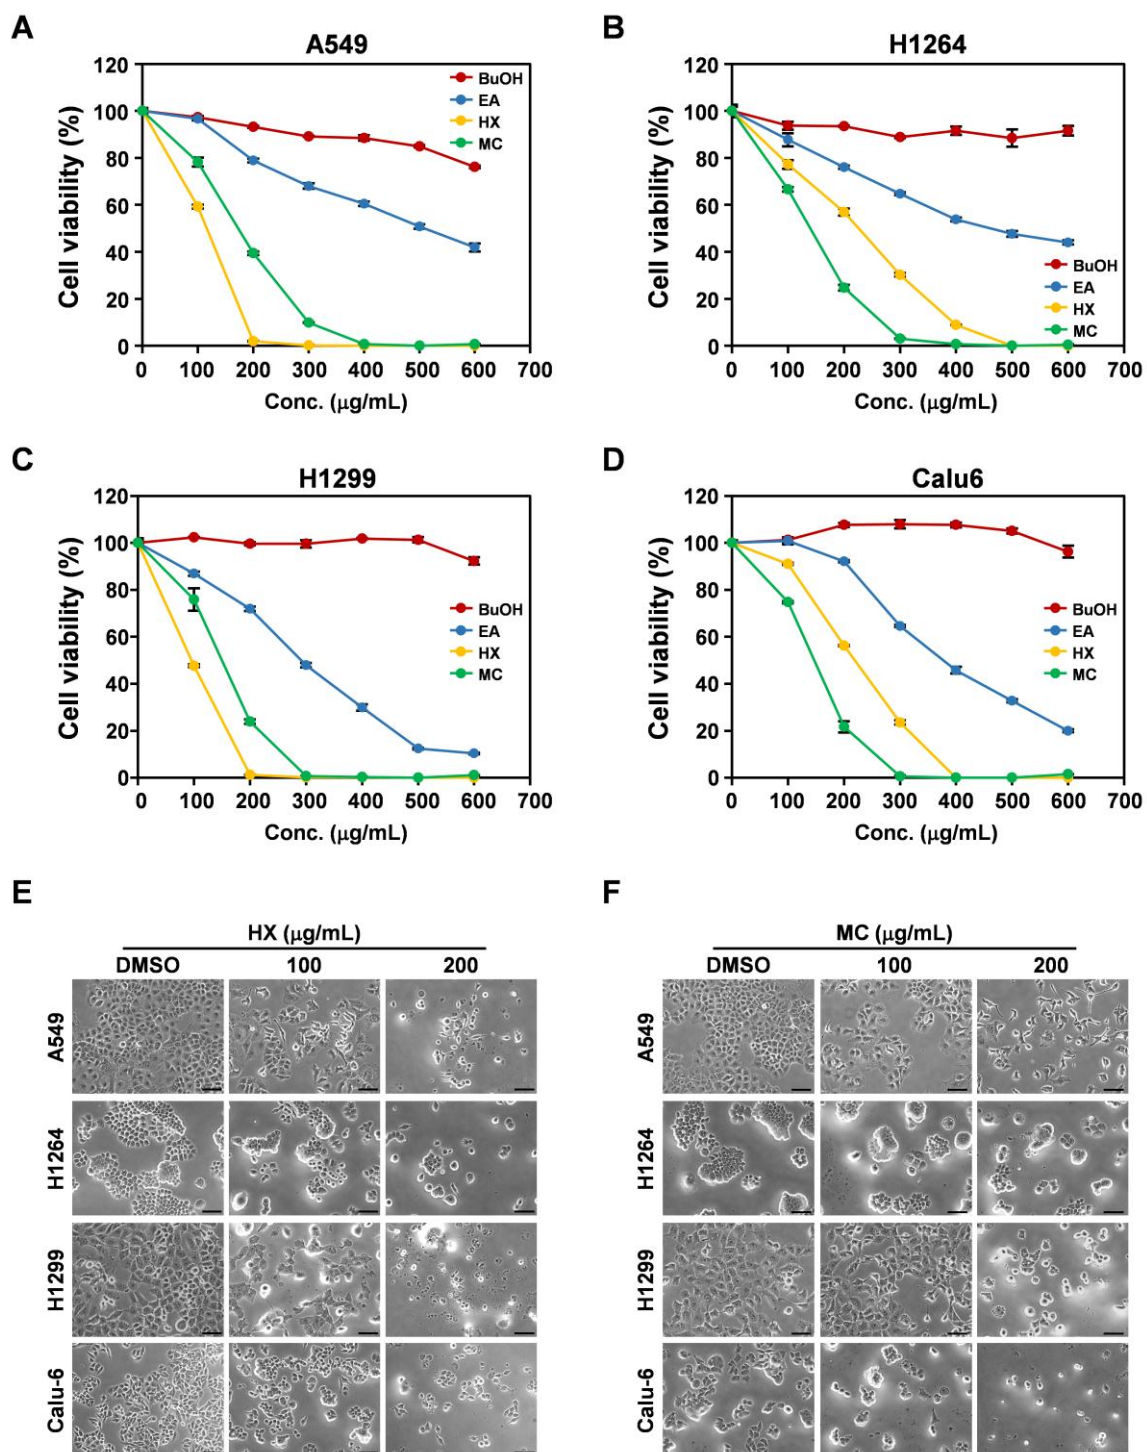 A
B
A549
H1264
120
100
80
60
40
20
0
Cell viability (%)
BuOH
EA
HX
MC
0 100 200 300 400 500 600 700
Conc. (μg/mL)
120
100
80
60
40
20
0
Cell viability (%)
BuOH
EA
HX
MC
0 100 200 300 400 500 600 700
Conc. (μg/mL)
C
D
H1299
Calu6
120
100
80
60
40
20
0
Cell viability (%)
BuOH
EA
HX
MC
0 100 200 300 400 500 600 700
Conc. (μg/mL)
120
100
80
60
40
20
0
Cell viability (%)
BuOH
EA
HX
MC
0 100 200 300 400 500 600 700
Conc. (μg/mL)
E
HX (μg/mL)
DMSO 100 200
A549
H1264
H1299
Calu-6
F
MC (μg/mL)
DMSO 100 200
A549
H1264
H1299
Calu-6